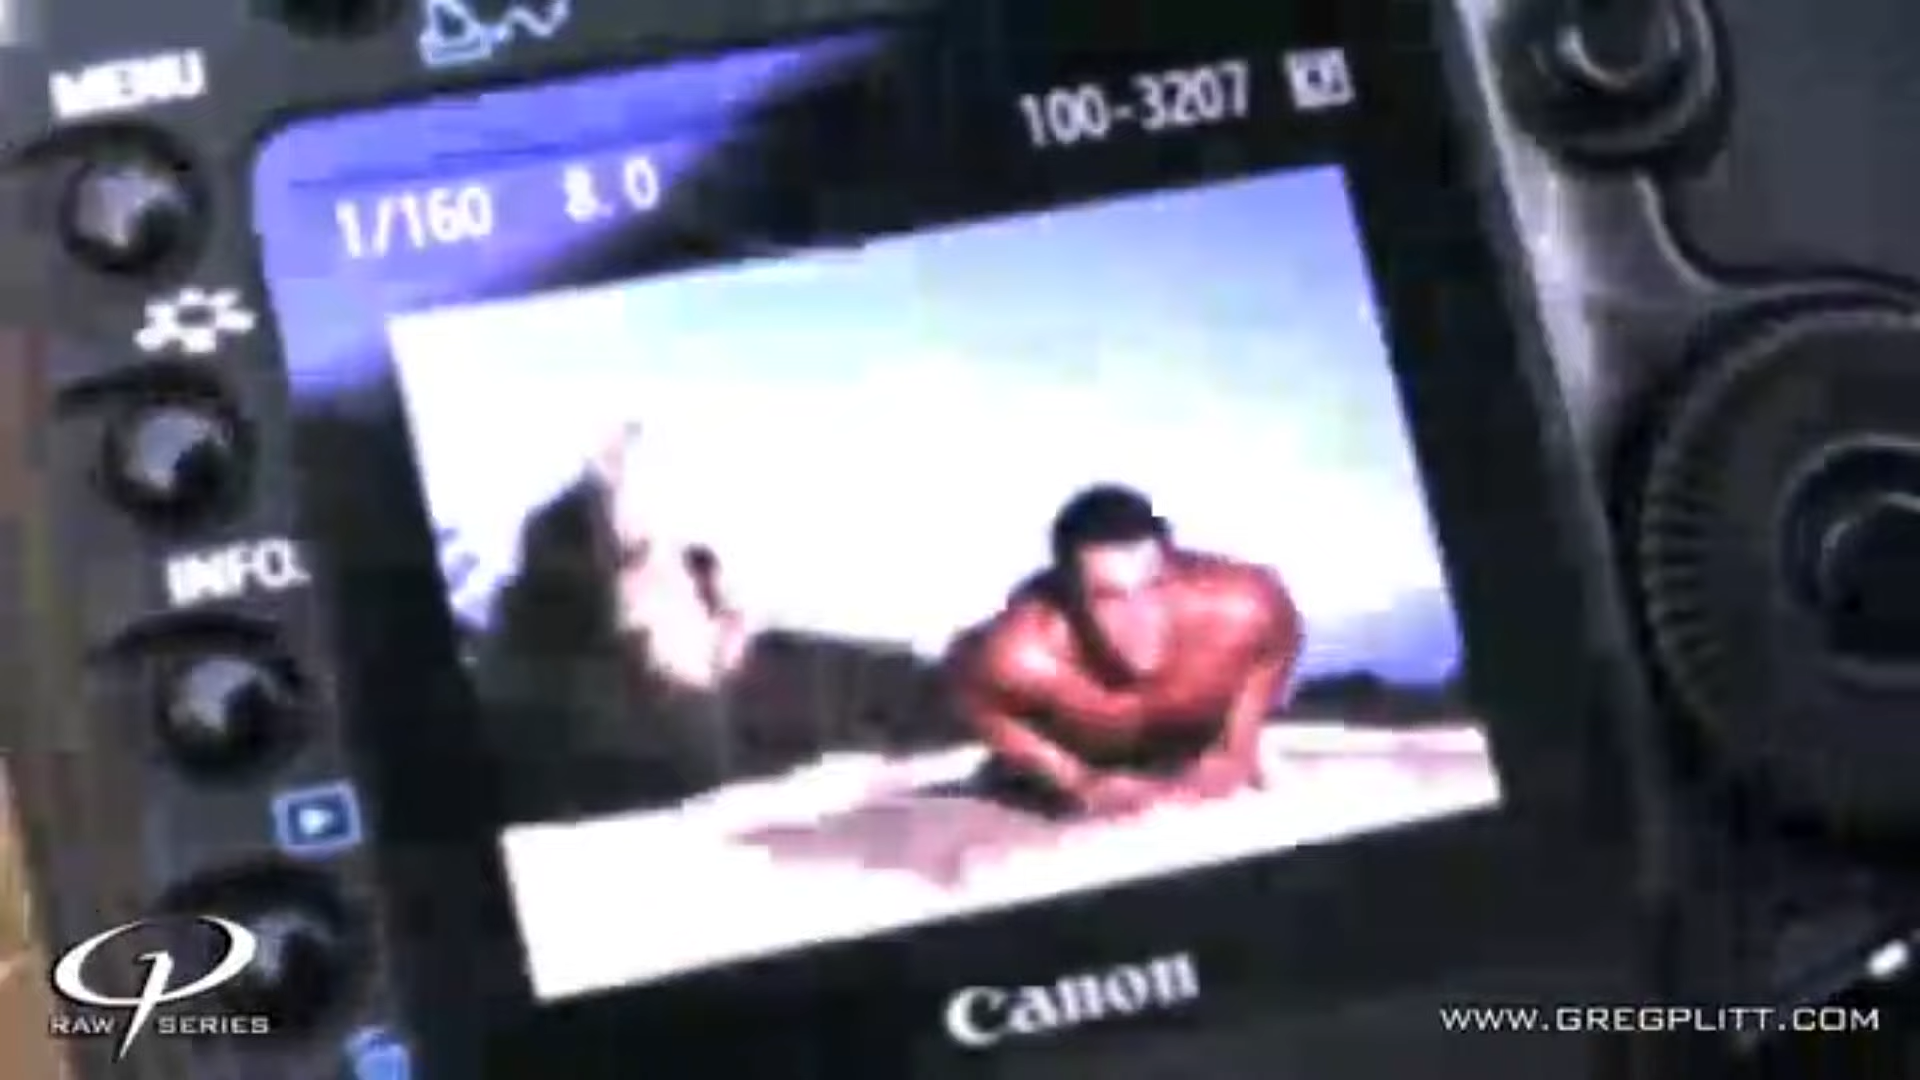 MENU
100-3207
1/160 8.0
INFO.
Canon
RAW SERIES
WWW.GREGPLITT.COM